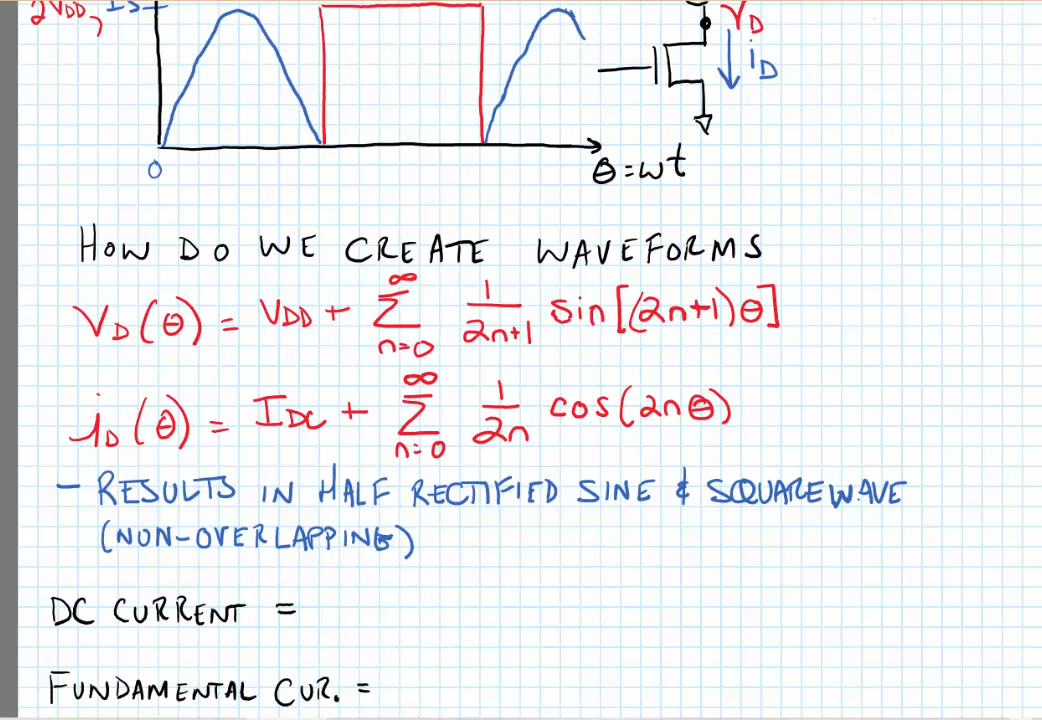 2VDD, IS
VD
iD
0
θ = ωt
HOW DO WE CREATE WAVEFORMS
VD(θ) = VDD + ∞ Σ n=0 1/2n+1 sin[(2n+1)θ]
iD(θ) = IDC + ∞ Σ n=0 1/2n cos(2nθ)
- RESULTS IN HALF RECTIFIED SINE & SQUAREWAVE
(NON-OVERLAPPING)
DC CURRENT =
FUNDAMENTAL CUR. =